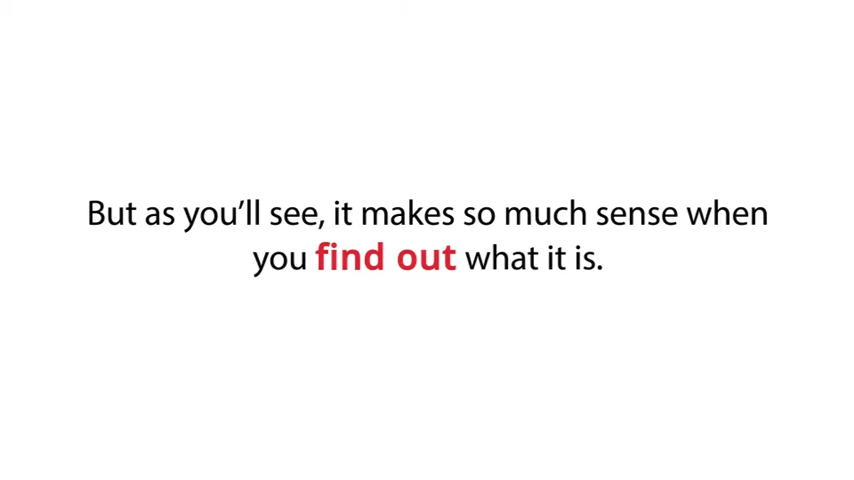 But as you’ll see, it makes so much sense when
you find out what it is.